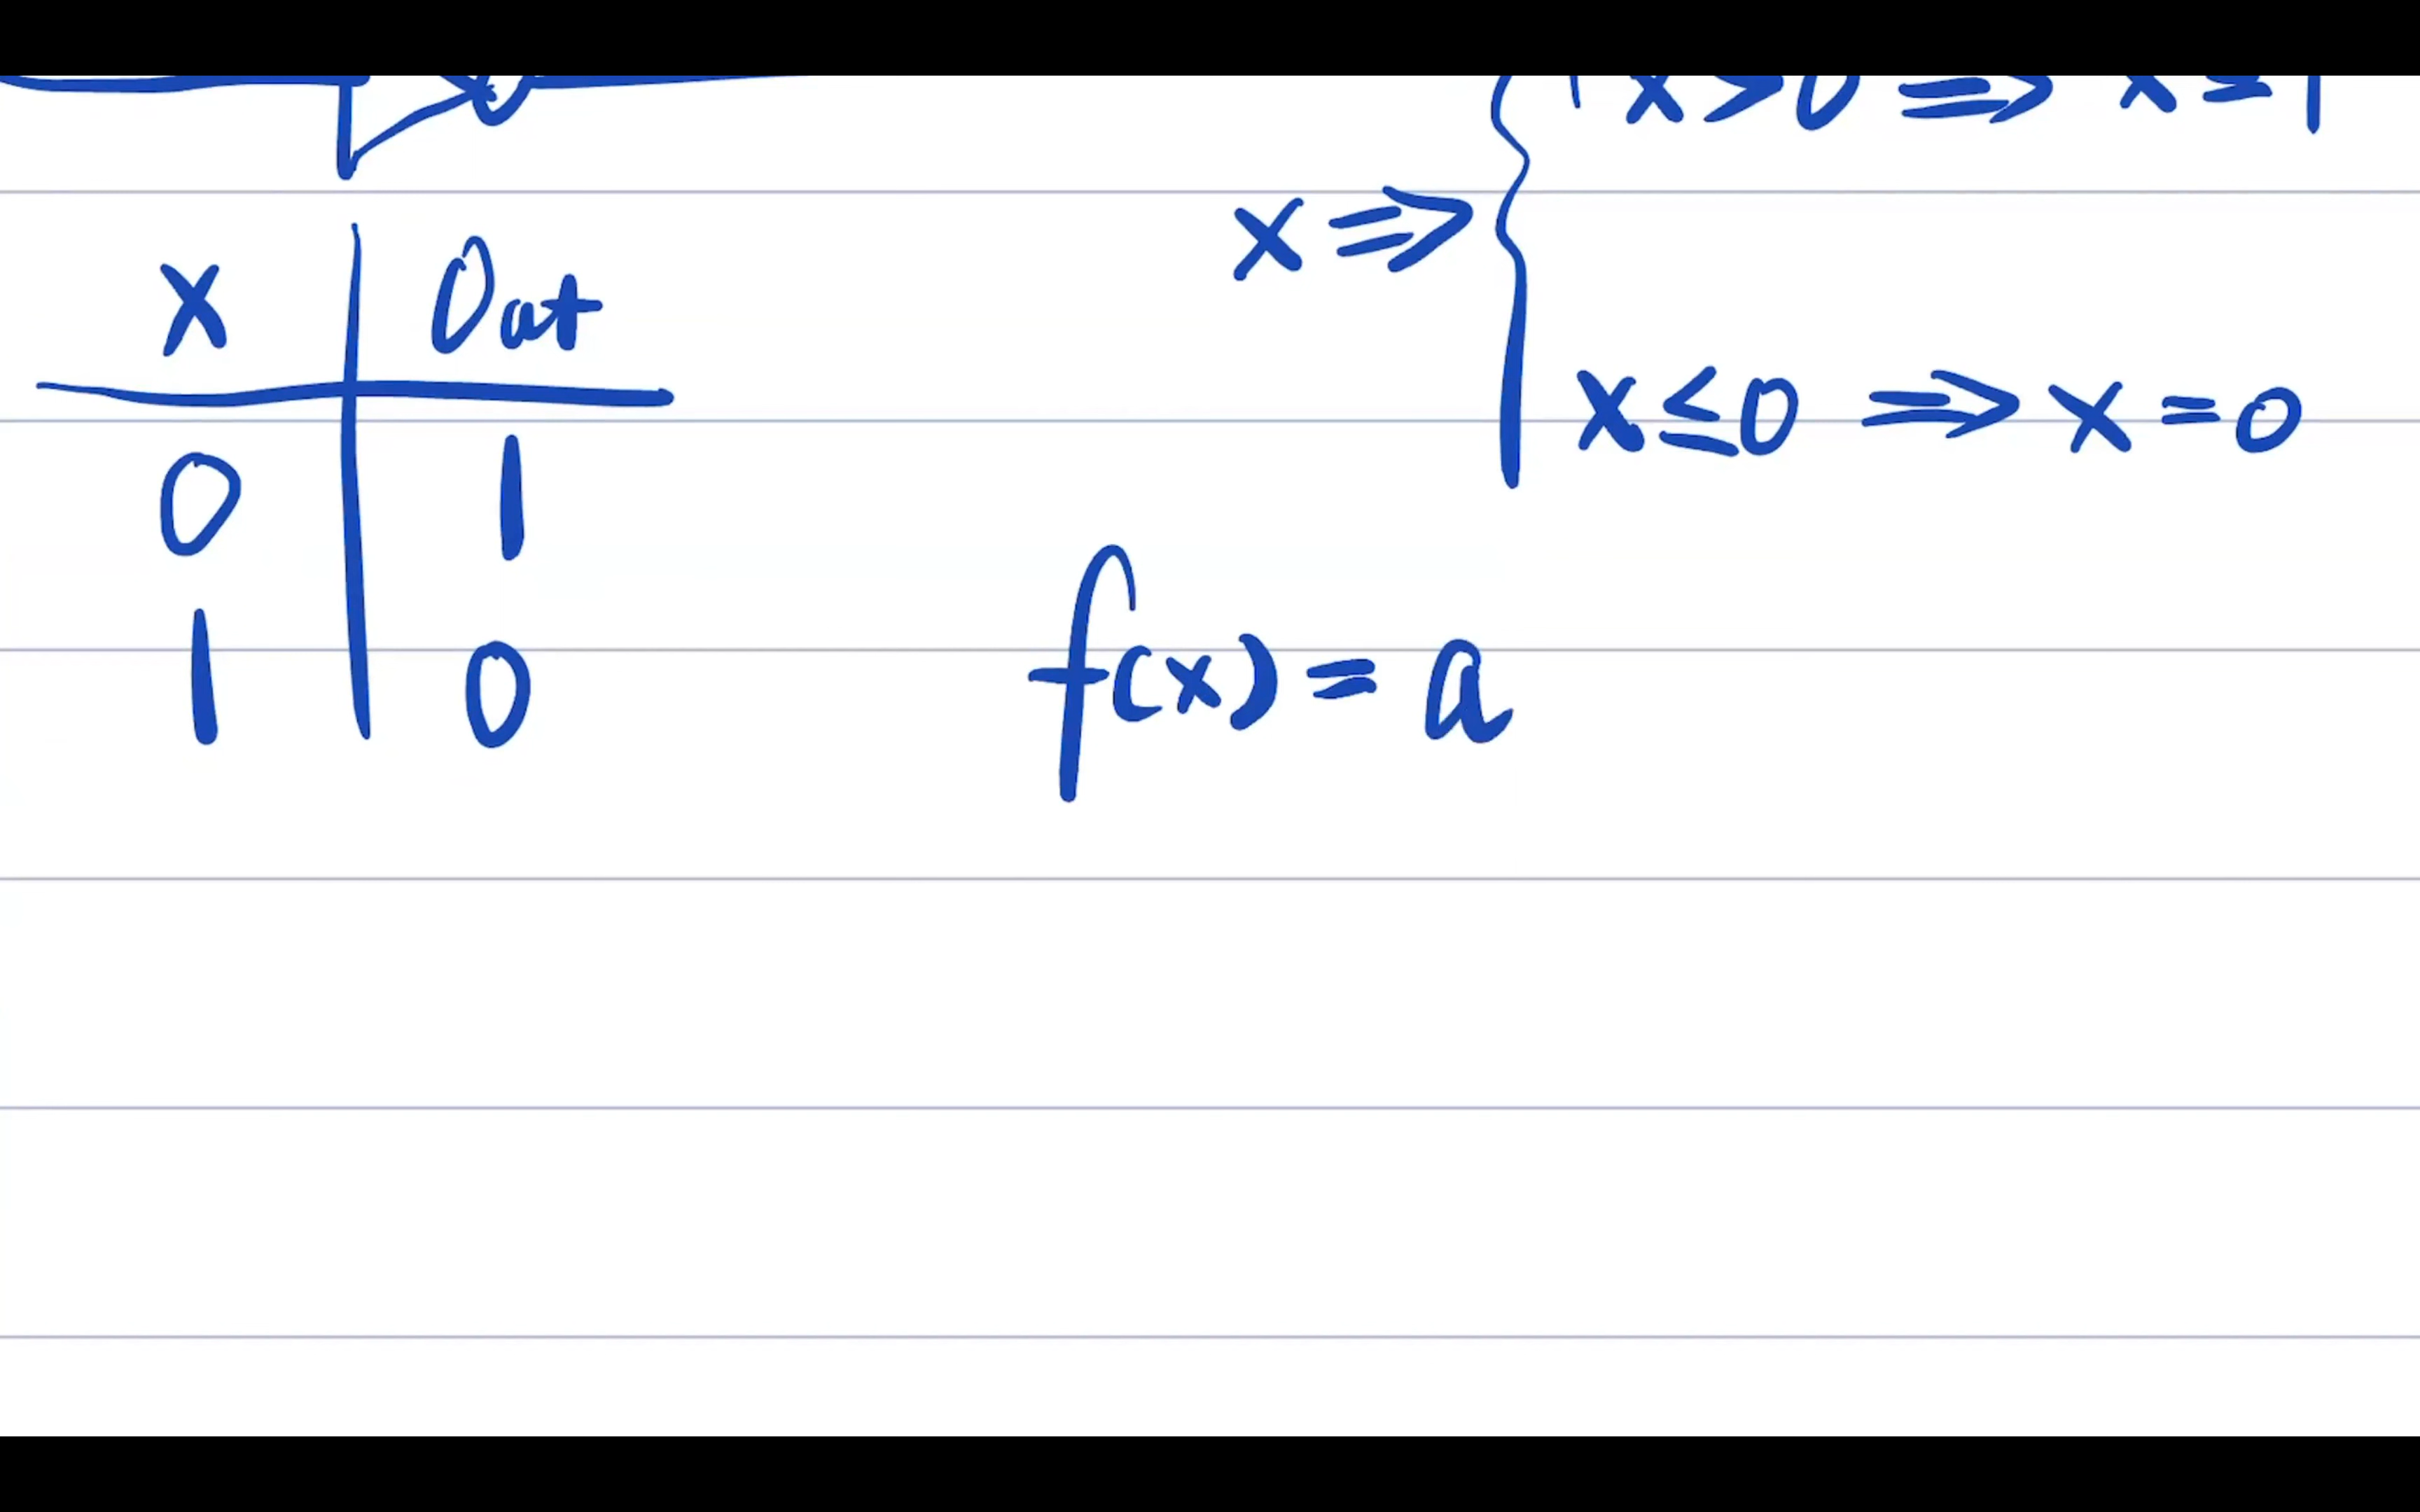 x>0 ⇒ x=1
x ⇒
x Out
x≤0 ⇒ x=0
0 1
1 0
f(x) = a